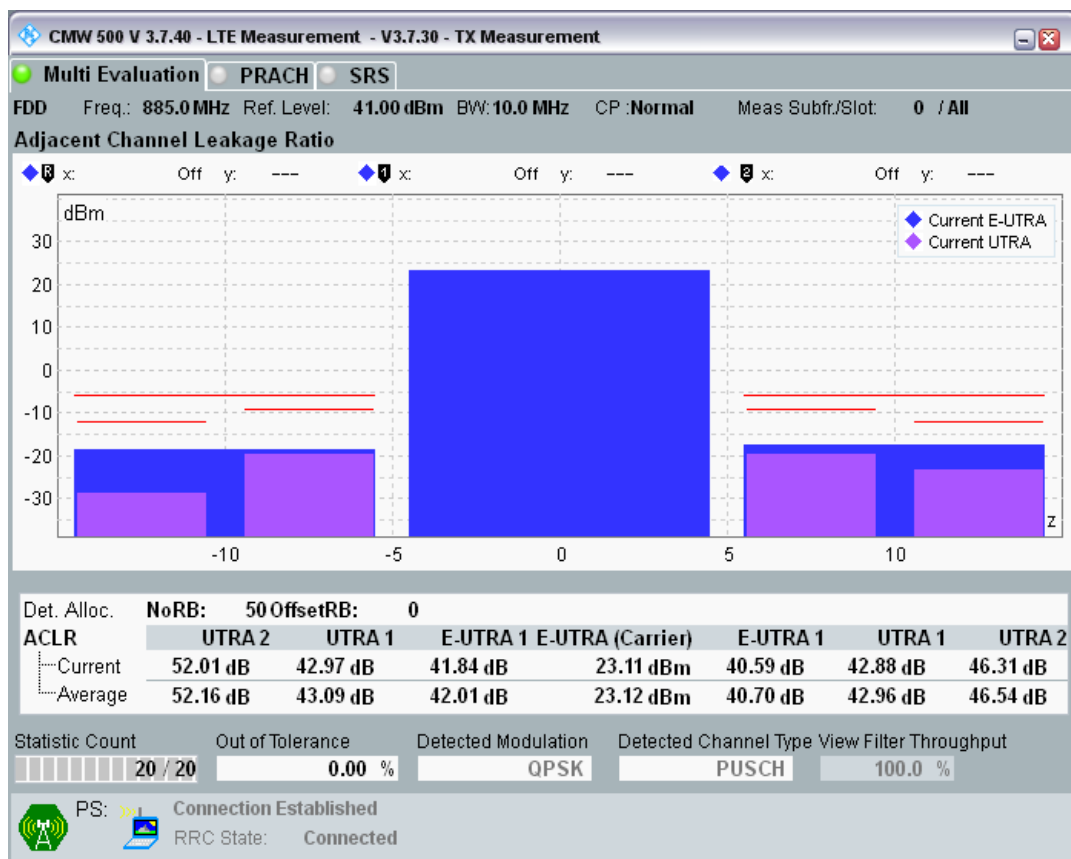 CMW 500 V 3.7.40 - LTE Measurement - V3.7.30 - TX Measurement
Multi Evaluation PRACH SRS
FDD Freq.: 885.0 MHz Ref. Level: 41.00 dBm BW: 10.0 MHz CP :Normal Meas Subfr./Slot: 0 / All
Adjacent Channel Leakage Ratio
R x: Off y: --- 1 x: Off y: --- 2 x: Off y: ---
dBm
Current E-UTRA
Current UTRA
30
20
10
0
-10
-20
-30
z
-10 -5 0 5 10
Det. Alloc. NoRB: 50 OffsetRB: 0
ACLR UTRA 2 UTRA 1 E-UTRA 1 E-UTRA (Carrier) E-UTRA 1 UTRA 1 UTRA 2
Current 52.01 dB 42.97 dB 41.84 dB 23.11 dBm 40.59 dB 42.88 dB 46.31 dB
Average 52.16 dB 43.09 dB 42.01 dB 23.12 dBm 40.70 dB 42.96 dB 46.54 dB
Statistic Count Out of Tolerance Detected Modulation Detected Channel Type View Filter Throughput
20 / 20 0.00 % QPSK PUSCH 100.0 %
PS: Connection Established
RRC State: Connected